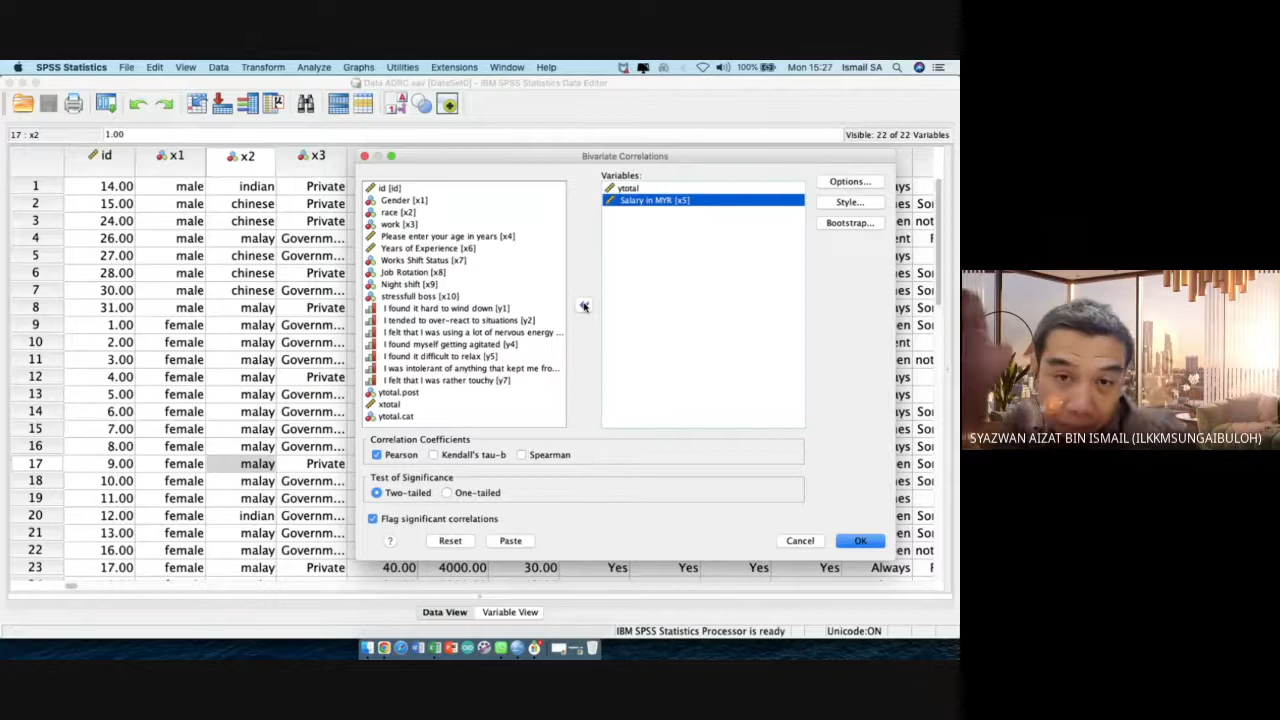 SPSS Statistics File Edit View Data Transform Analyze Graphs Utilities Extensions Window Help 100% Mon 15:27 Ismail SA
Data ADRC.sav [DataSet0] - IBM SPSS Statistics Data Editor
17 : x2 1.00 Visible: 22 of 22 Variables
id x1 x2 x3
1 14.00 male indian Private
2 15.00 male chinese Private
3 24.00 male chinese Private
4 26.00 male malay Governm...
5 27.00 male chinese Governm...
6 28.00 male chinese Private
7 30.00 male chinese Governm...
8 31.00 male malay Private
9 1.00 female malay Governm...
10 2.00 female malay Governm...
11 3.00 female malay Governm...
12 4.00 female malay Private
13 5.00 female malay Governm...
14 6.00 female malay Governm...
15 7.00 female malay Governm...
16 8.00 female malay Governm...
17 9.00 female malay Private
18 10.00 female malay Governm...
19 11.00 female malay Governm...
20 12.00 female indian Governm...
21 13.00 female malay Governm...
22 16.00 female malay Governm...
23 17.00 female malay Private 40.00 4000.00 30.00 Yes Yes Yes Yes Always
Bivariate Correlations
id [id]
Gender [x1]
race [x2]
work [x3]
Please enter your age in years [x4]
Years of Experience [x6]
Works Shift Status [x7]
Job Rotation [x8]
Night shift [x9]
stressfull boss [x10]
I found it hard to wind down [y1]
I tended to over-react to situations [y2]
I felt that I was using a lot of nervous energy ...
I found myself getting agitated [y4]
I found it difficult to relax [y5]
I was intolerant of anything that kept me fro...
I felt that I was rather touchy [y7]
ytotal.post
xtotal
ytotal.cat
Variables:
ytotal
Salary in MYR [x5]
Options...
Style...
Bootstrap...
Correlation Coefficients
Pearson Kendall's tau-b Spearman
Test of Significance
Two-tailed One-tailed
Flag significant correlations
? Reset Paste Cancel OK
Data View Variable View
IBM SPSS Statistics Processor is ready Unicode:ON
SYAZWAN AIZAT BIN ISMAIL (ILKKMSUNGAIBULOH)